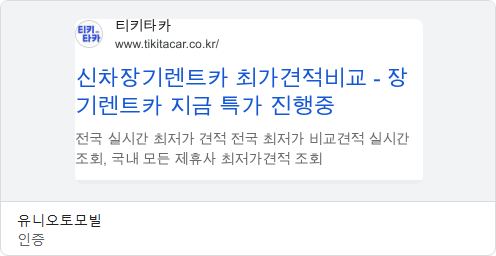 티키타카
티키타카
www.tikitacar.co.kr/
신차장기렌트카 최가견적비교 - 장
기렌트카 지금 특가 진행중
전국 실시간 최저가 견적 전국 최저가 비교견적 실시간
조회, 국내 모든 제휴사 최저가견적 조회
유니오토모빌
인증